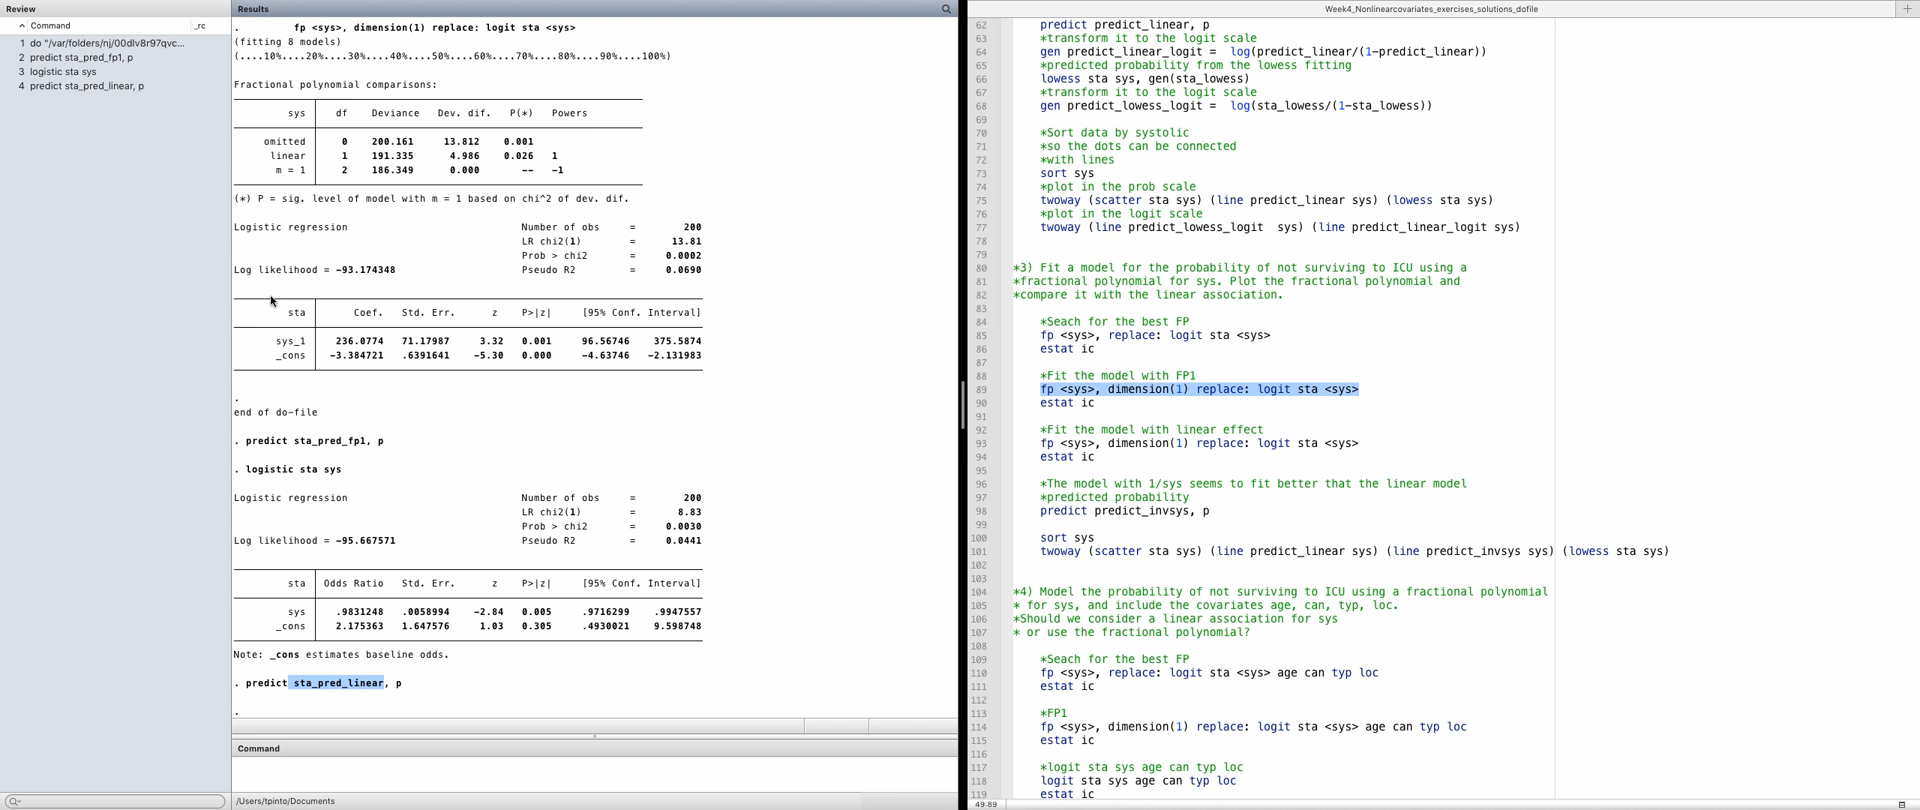 Review
Command _rc
1 do "/var/folders/nj/00dlv8r97qvc...
2 predict sta_pred_fp1, p
3 logistic sta sys
4 predict sta_pred_linear, p
Results
. fp <sys>, dimension(1) replace: logit sta <sys>
(fitting 8 models)
(....10%....20%....30%....40%....50%....60%....70%....80%....90%....100%)
Fractional polynomial comparisons:
sys df Deviance Dev. dif. P(*) Powers
omitted 0 200.161 13.812 0.001
linear 1 191.335 4.986 0.026 1
m = 1 2 186.349 0.000 -- -1
(*) P = sig. level of model with m = 1 based on chi^2 of dev. dif.
Logistic regression Number of obs = 200
LR chi2(1) = 13.81
Prob > chi2 = 0.0002
Log likelihood = -93.174348 Pseudo R2 = 0.0690
sta Coef. Std. Err. z P>|z| [95% Conf. Interval]
sys_1 236.0774 71.17987 3.32 0.001 96.56746 375.5874
_cons -3.384721 .6391641 -5.30 0.000 -4.63746 -2.131983
.
end of do-file
. predict sta_pred_fp1, p
. logistic sta sys
Logistic regression Number of obs = 200
LR chi2(1) = 8.83
Prob > chi2 = 0.0030
Log likelihood = -95.667571 Pseudo R2 = 0.0441
sta Odds Ratio Std. Err. z P>|z| [95% Conf. Interval]
sys .9831248 .0058994 -2.84 0.005 .9716299 .9947557
_cons 2.175363 1.647576 1.03 0.305 .4930021 9.598748
Note: _cons estimates baseline odds.
. predict sta_pred_linear, p
.
Command
/Users/tpinto/Documents
Week4_Nonlinearcovariates_exercises_solutions_dofile
62 predict predict_linear, p
63 *transform it to the logit scale
64 gen predict_linear_logit = log(predict_linear/(1-predict_linear))
65 *predicted probability from the lowess fitting
66 lowess sta sys, gen(sta_lowess)
67 *transform it to the logit scale
68 gen predict_lowess_logit = log(sta_lowess/(1-sta_lowess))
69
70 *Sort data by systolic
71 *so the dots can be connected
72 *with lines
73 sort sys
74 *plot in the prob scale
75 twoway (scatter sta sys) (line predict_linear sys) (lowess sta sys)
76 *plot in the logit scale
77 twoway (line predict_lowess_logit sys) (line predict_linear_logit sys)
78
79
80 *3) Fit a model for the probability of not surviving to ICU using a
81 *fractional polynomial for sys. Plot the fractional polynomial and
82 *compare it with the linear association.
83
84 *Seach for the best FP
85 fp <sys>, replace: logit sta <sys>
86 estat ic
87
88 *Fit the model with FP1
89 fp <sys>, dimension(1) replace: logit sta <sys>
90 estat ic
91
92 *Fit the model with linear effect
93 fp <sys>, dimension(1) replace: logit sta <sys>
94 estat ic
95
96 *The model with 1/sys seems to fit better that the linear model
97 *predicted probability
98 predict predict_invsys, p
99
100 sort sys
101 twoway (scatter sta sys) (line predict_linear sys) (line predict_invsys sys) (lowess sta sys)
102
103
104 *4) Model the probability of not surviving to ICU using a fractional polynomial
105 * for sys, and include the covariates age, can, typ, loc.
106 *Should we consider a linear association for sys
107 * or use the fractional polynomial?
108
109 *Seach for the best FP
110 fp <sys>, replace: logit sta <sys> age can typ loc
111 estat ic
112
113 *FP1
114 fp <sys>, dimension(1) replace: logit sta <sys> age can typ loc
115 estat ic
116
117 *logit sta sys age can typ loc
118 logit sta sys age can typ loc
119 estat ic
49:89